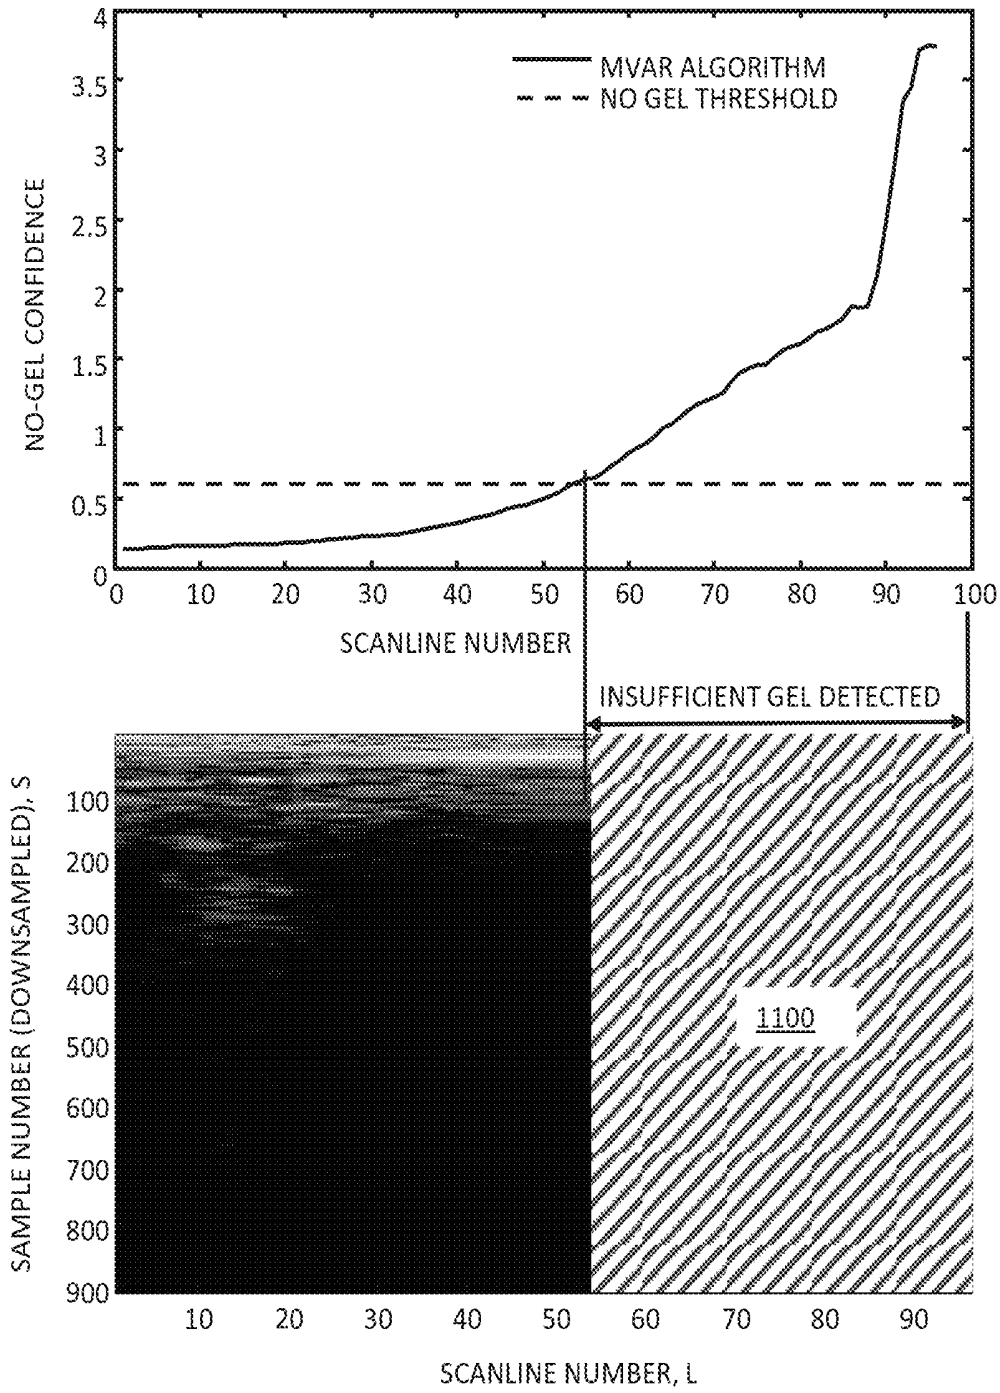 4
3.5
3
2.5
2
1.5
1
0.5
0
NO-GEL CONFIDENCE
MVAR ALGORITHM
NO GEL THRESHOLD
0 10 20 30 40 50 60 70 80 90 100
SCANLINE NUMBER
INSUFFICIENT GEL DETECTED
SAMPLE NUMBER (DOWNSAMPLED), S
100
200
300
400
500
600
700
800
900
1100
10 20 30 40 50 60 70 80 90
SCANLINE NUMBER, L